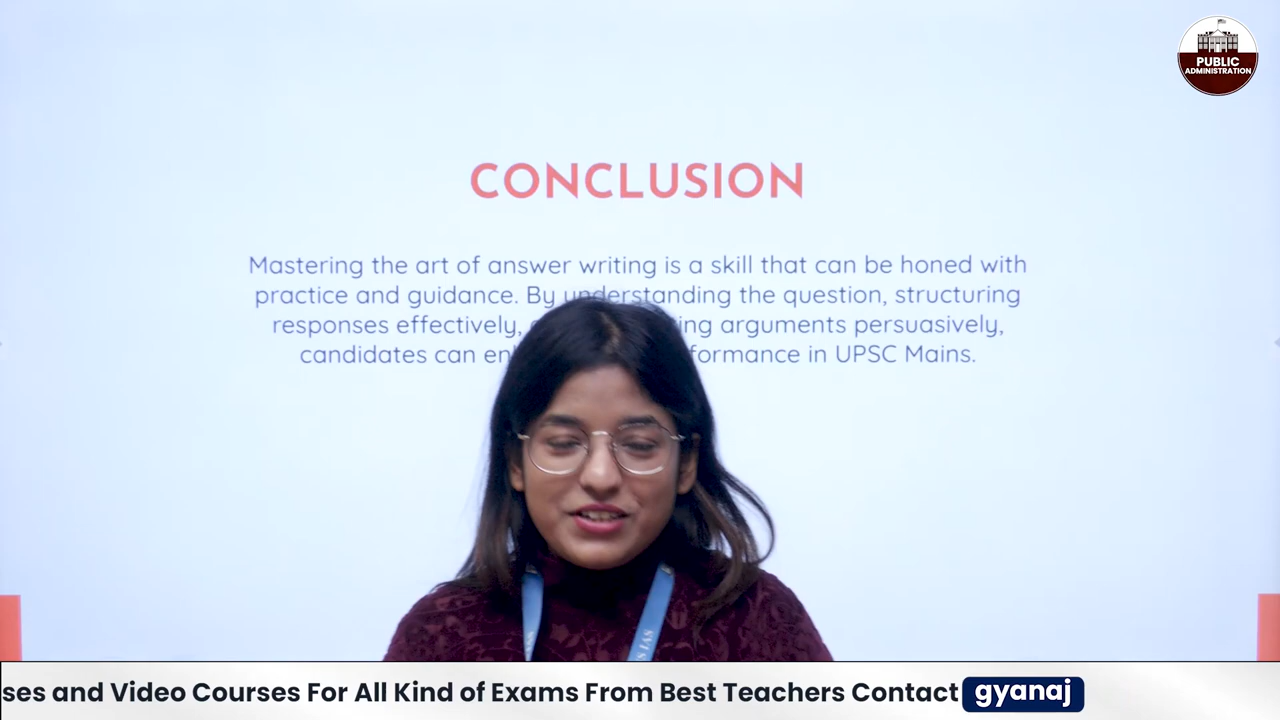 PUBLIC
ADMINISTRATION
CONCLUSION
Mastering the art of answer writing is a skill that can be honed with
practice and guidance. By understanding the question, structuring
responses effectively, arguments persuasively,
candidates can in UPSC Mains.
IAS
ses and Video Courses For All Kind of Exams From Best Teachers Contact gyanaj